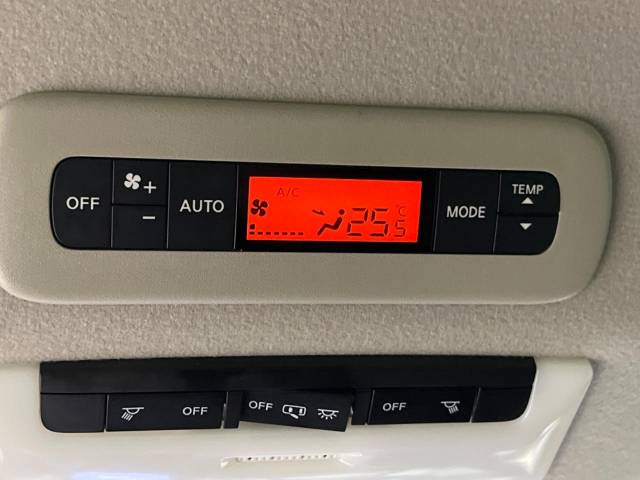 A/C
OFF + AUTO 25.5 °C MODE TEMP
−
OFF OFF OFF